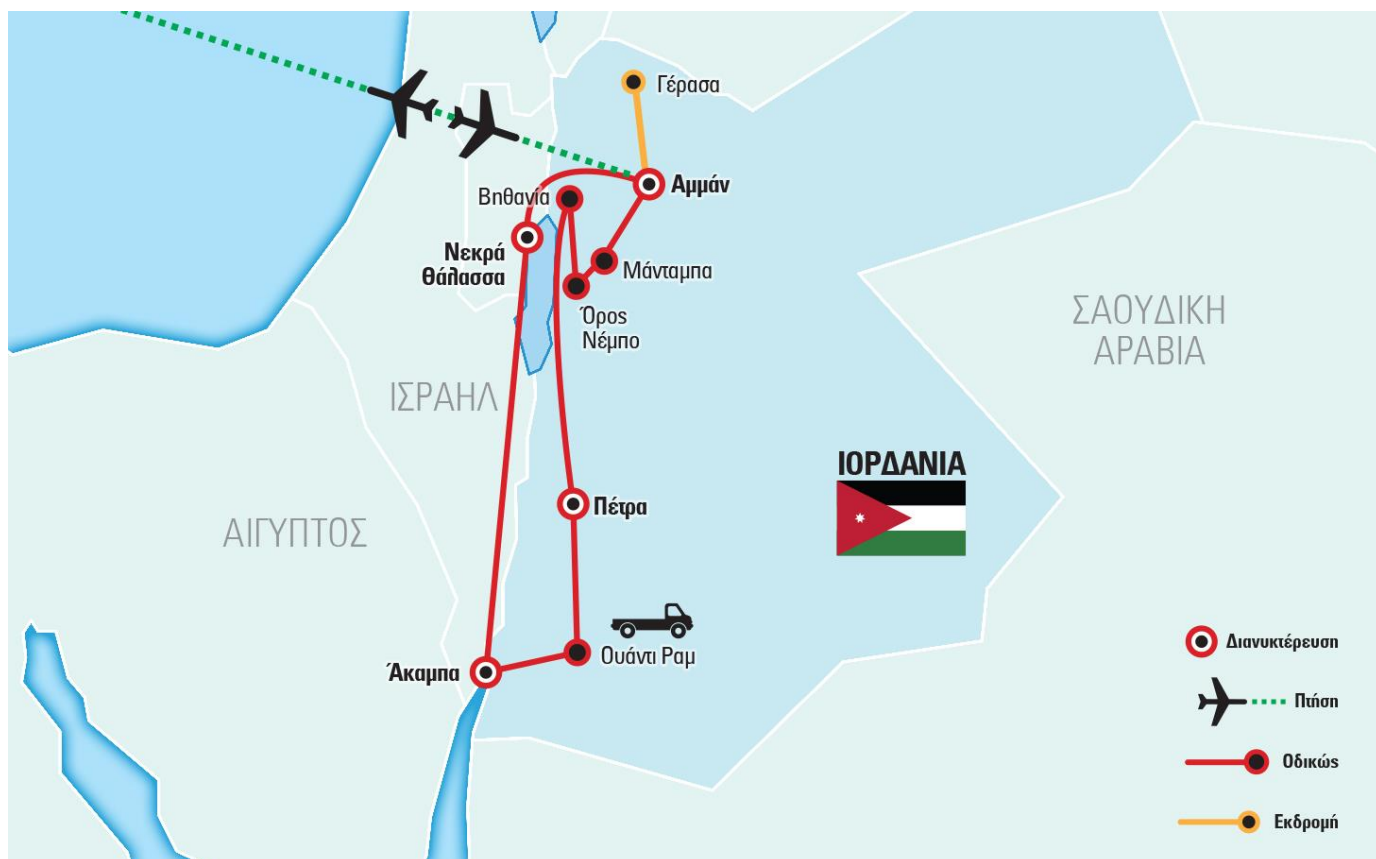 Γέρασα
Αμμάν
Βηθανία
Νεκρά
Θάλασσα
Μάνταμπα
Όρος
Νέμπο
ΣΑΟΥΔΙΚΗ
ΑΡΑΒΙΑ
ΙΣΡΑΗΛ
ΙΟΡΔΑΝΙΑ
Πέτρα
ΑΙΓΥΠΤΟΣ
Ουάντι Ραμ
Άκαμπα
Διανυκτέρευση
Πτήση
Οδικώς
Εκδρομή